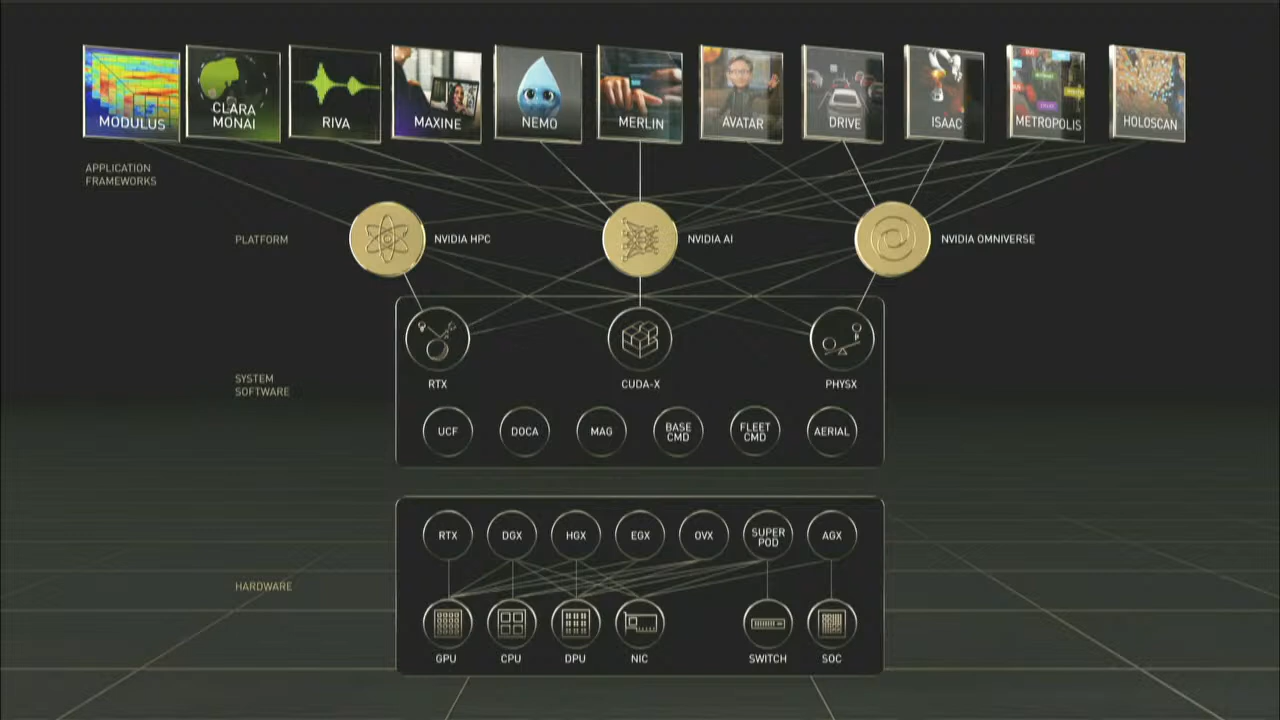 MODULUS
CLARA
MONAI
RIVA
MAXINE
NEMO
MERLIN
AVATAR
DRIVE
ISAAC
METROPOLIS
HOLOSCAN
APPLICATION
FRAMEWORKS
PLATFORM
NVIDIA HPC
NVIDIA AI
NVIDIA OMNIVERSE
SYSTEM
SOFTWARE
RTX
CUDA-X
PHYSX
UCF
DOCA
MAG
BASE
CMD
FLEET
CMD
AERIAL
HARDWARE
RTX
DGX
HGX
EGX
OVX
SUPER
POD
AGX
GPU
CPU
DPU
NIC
SWITCH
SOC